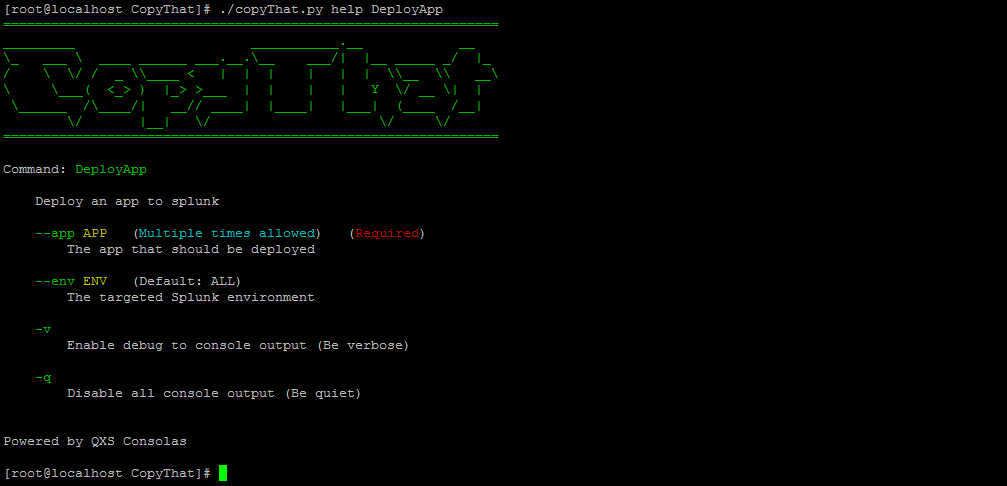 [root@localhost CopyThat]# ./copyThat.py help DeployApp
CopyThat
Command: DeployApp
Deploy an app to splunk
--app APP (Multiple times allowed) (Required)
The app that should be deployed
--env ENV (Default: ALL)
The targeted Splunk environment
-v
Enable debug to console output (Be verbose)
-q
Disable all console output (Be quiet)
Powered by QXS Consolas
[root@localhost CopyThat]#